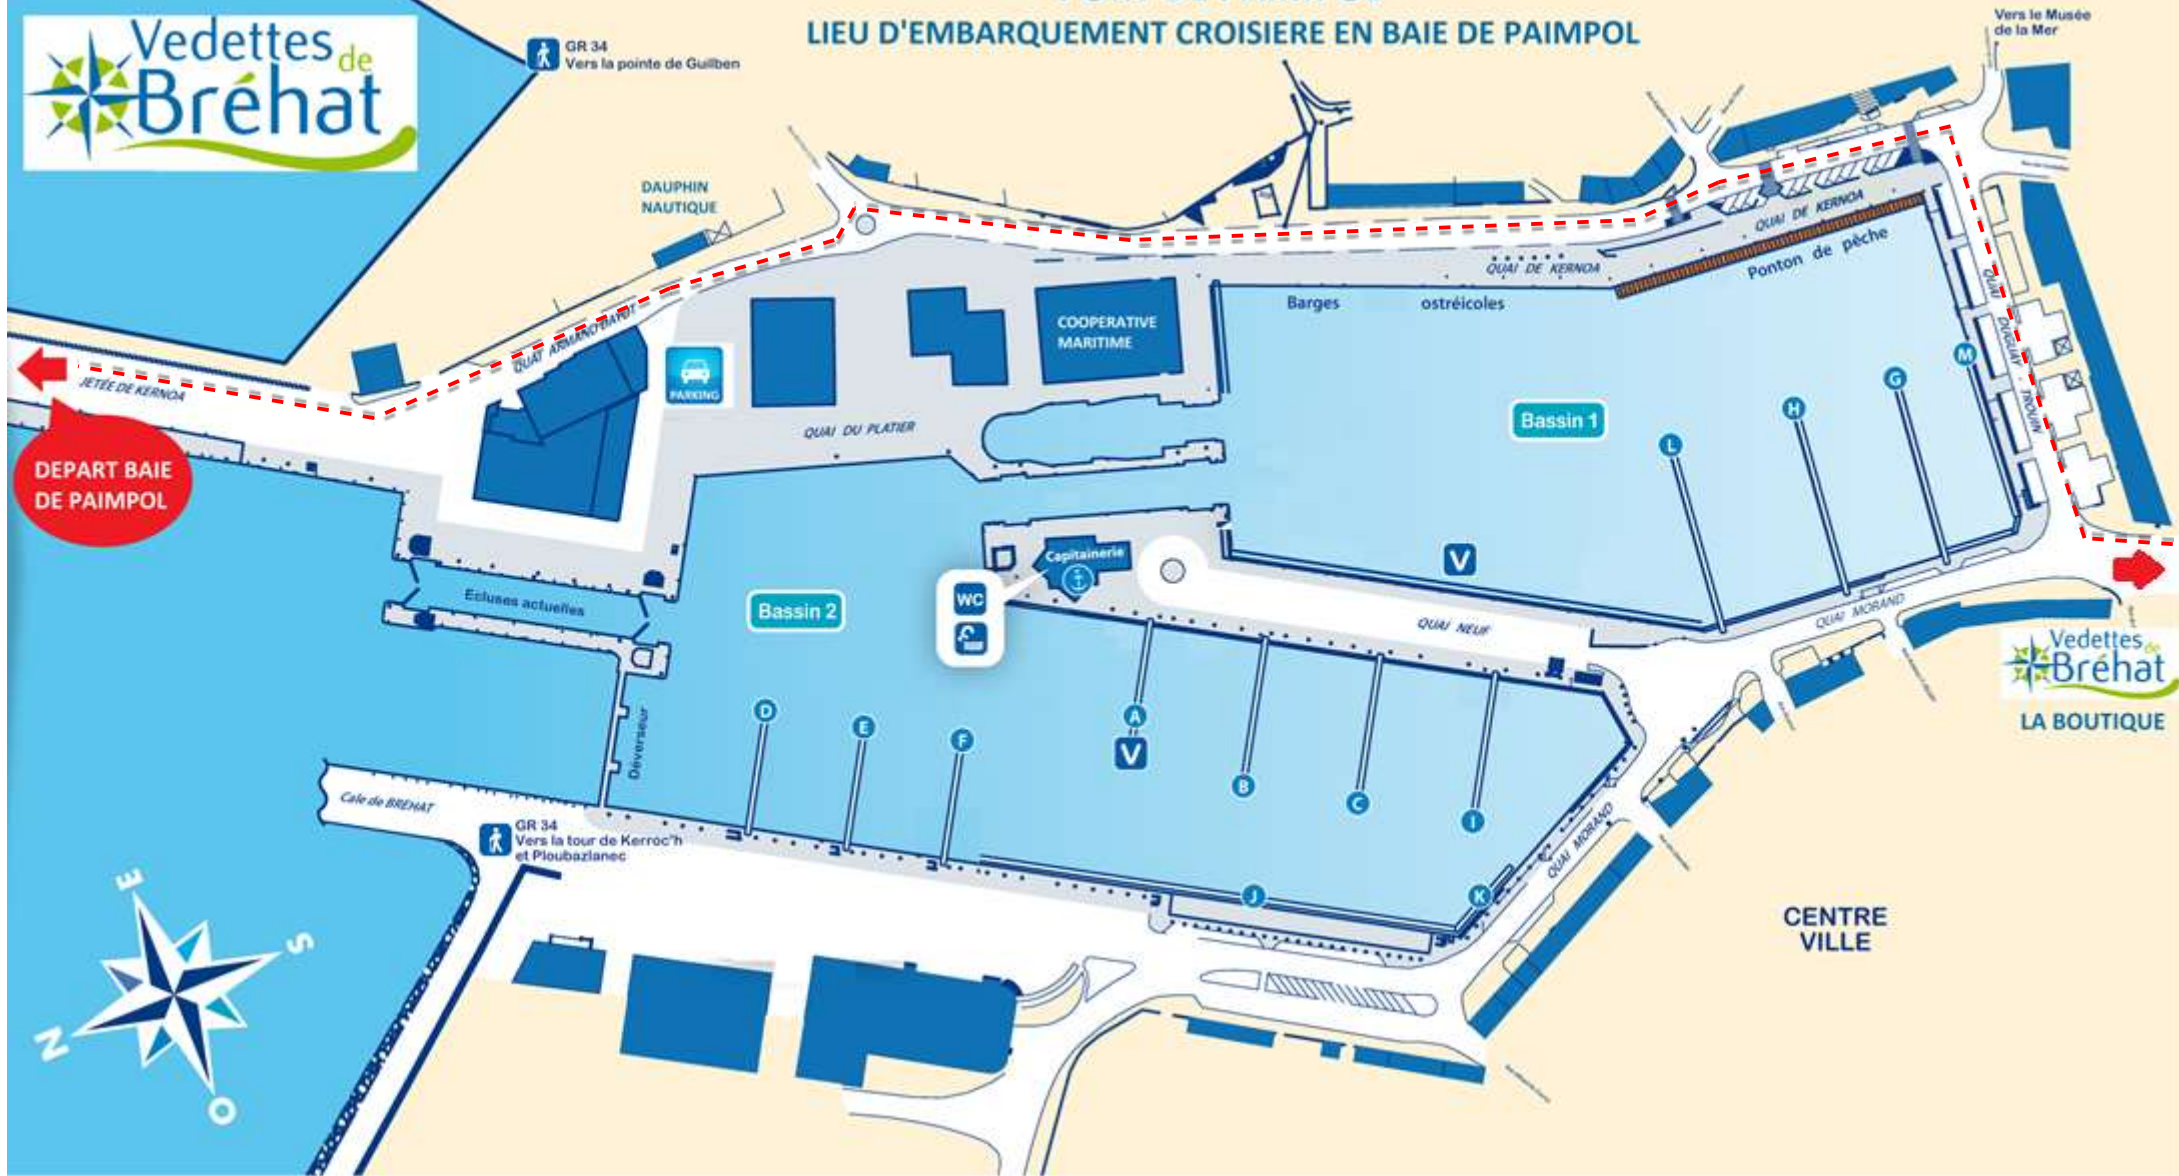 Vedettes de
Bréhat
LIEU D'EMBARQUEMENT CROISIERE EN BAIE DE PAIMPOL
Vers le Musée
de la Mer
GR 34
Vers la pointe de Guilben
DAUPHIN
NAUTIQUE
QUAI DE KERNOA
Ponton de pêche
QUAI DE KERNOA
Barges ostréicoles
COOPERATIVE
MARITIME
QUAI ARMAND DAYOT
PARKING
JETÉE DE KERNOA
QUAI DUGUAY - TROUIN
M
G
H
L
Bassin 1
QUAI DU PLATIER
DEPART BAIE
DE PAIMPOL
Capitainerie
V
WC
Ecluses actuelles
Bassin 2
QUAI NEUF
QUAI MORAND
Vedettes de
Bréhat
LA BOUTIQUE
D
E
F
A
V
B
C
I
Déverseur
Cale de BREHAT
GR 34
Vers la tour de Kerroc'h
et Ploubazlanec
QUAI MORAND
J
K
CENTRE
VILLE
E
S
N
O